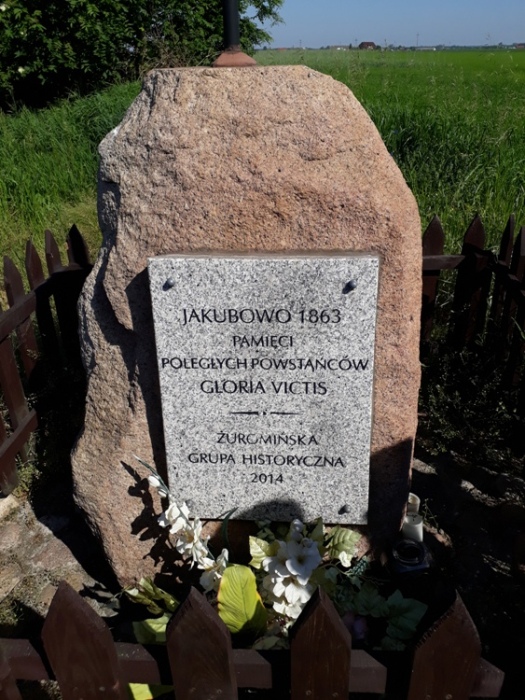 JAKUBOWO 1863
PAMIĘCI
POLEGŁYCH POWSTAŃCÓW
GLORIA VICTIS
ŻUROMIŃSKA
GRUPA HISTORYCZNA
2014